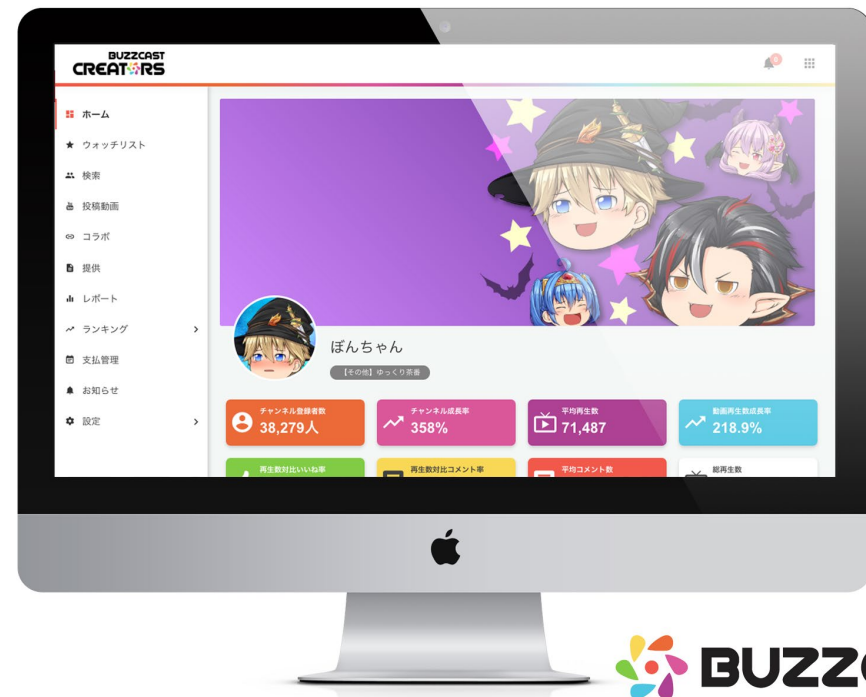 BUZZCAST
CREATORS
ホーム
ウォッチリスト
検索
投稿動画
コラボ
提供
レポート
ランキング
支払管理
お知らせ
設定
ぽんちゃん
【その他】ゆっくり茶番
チャンネル登録者数
38,279人
チャンネル成長率
358%
平均再生数
71,487
動画再生数成長率
218.9%
再生数対比いいね率
再生数対比コメント率
平均コメント数
総再生数
BUZZ